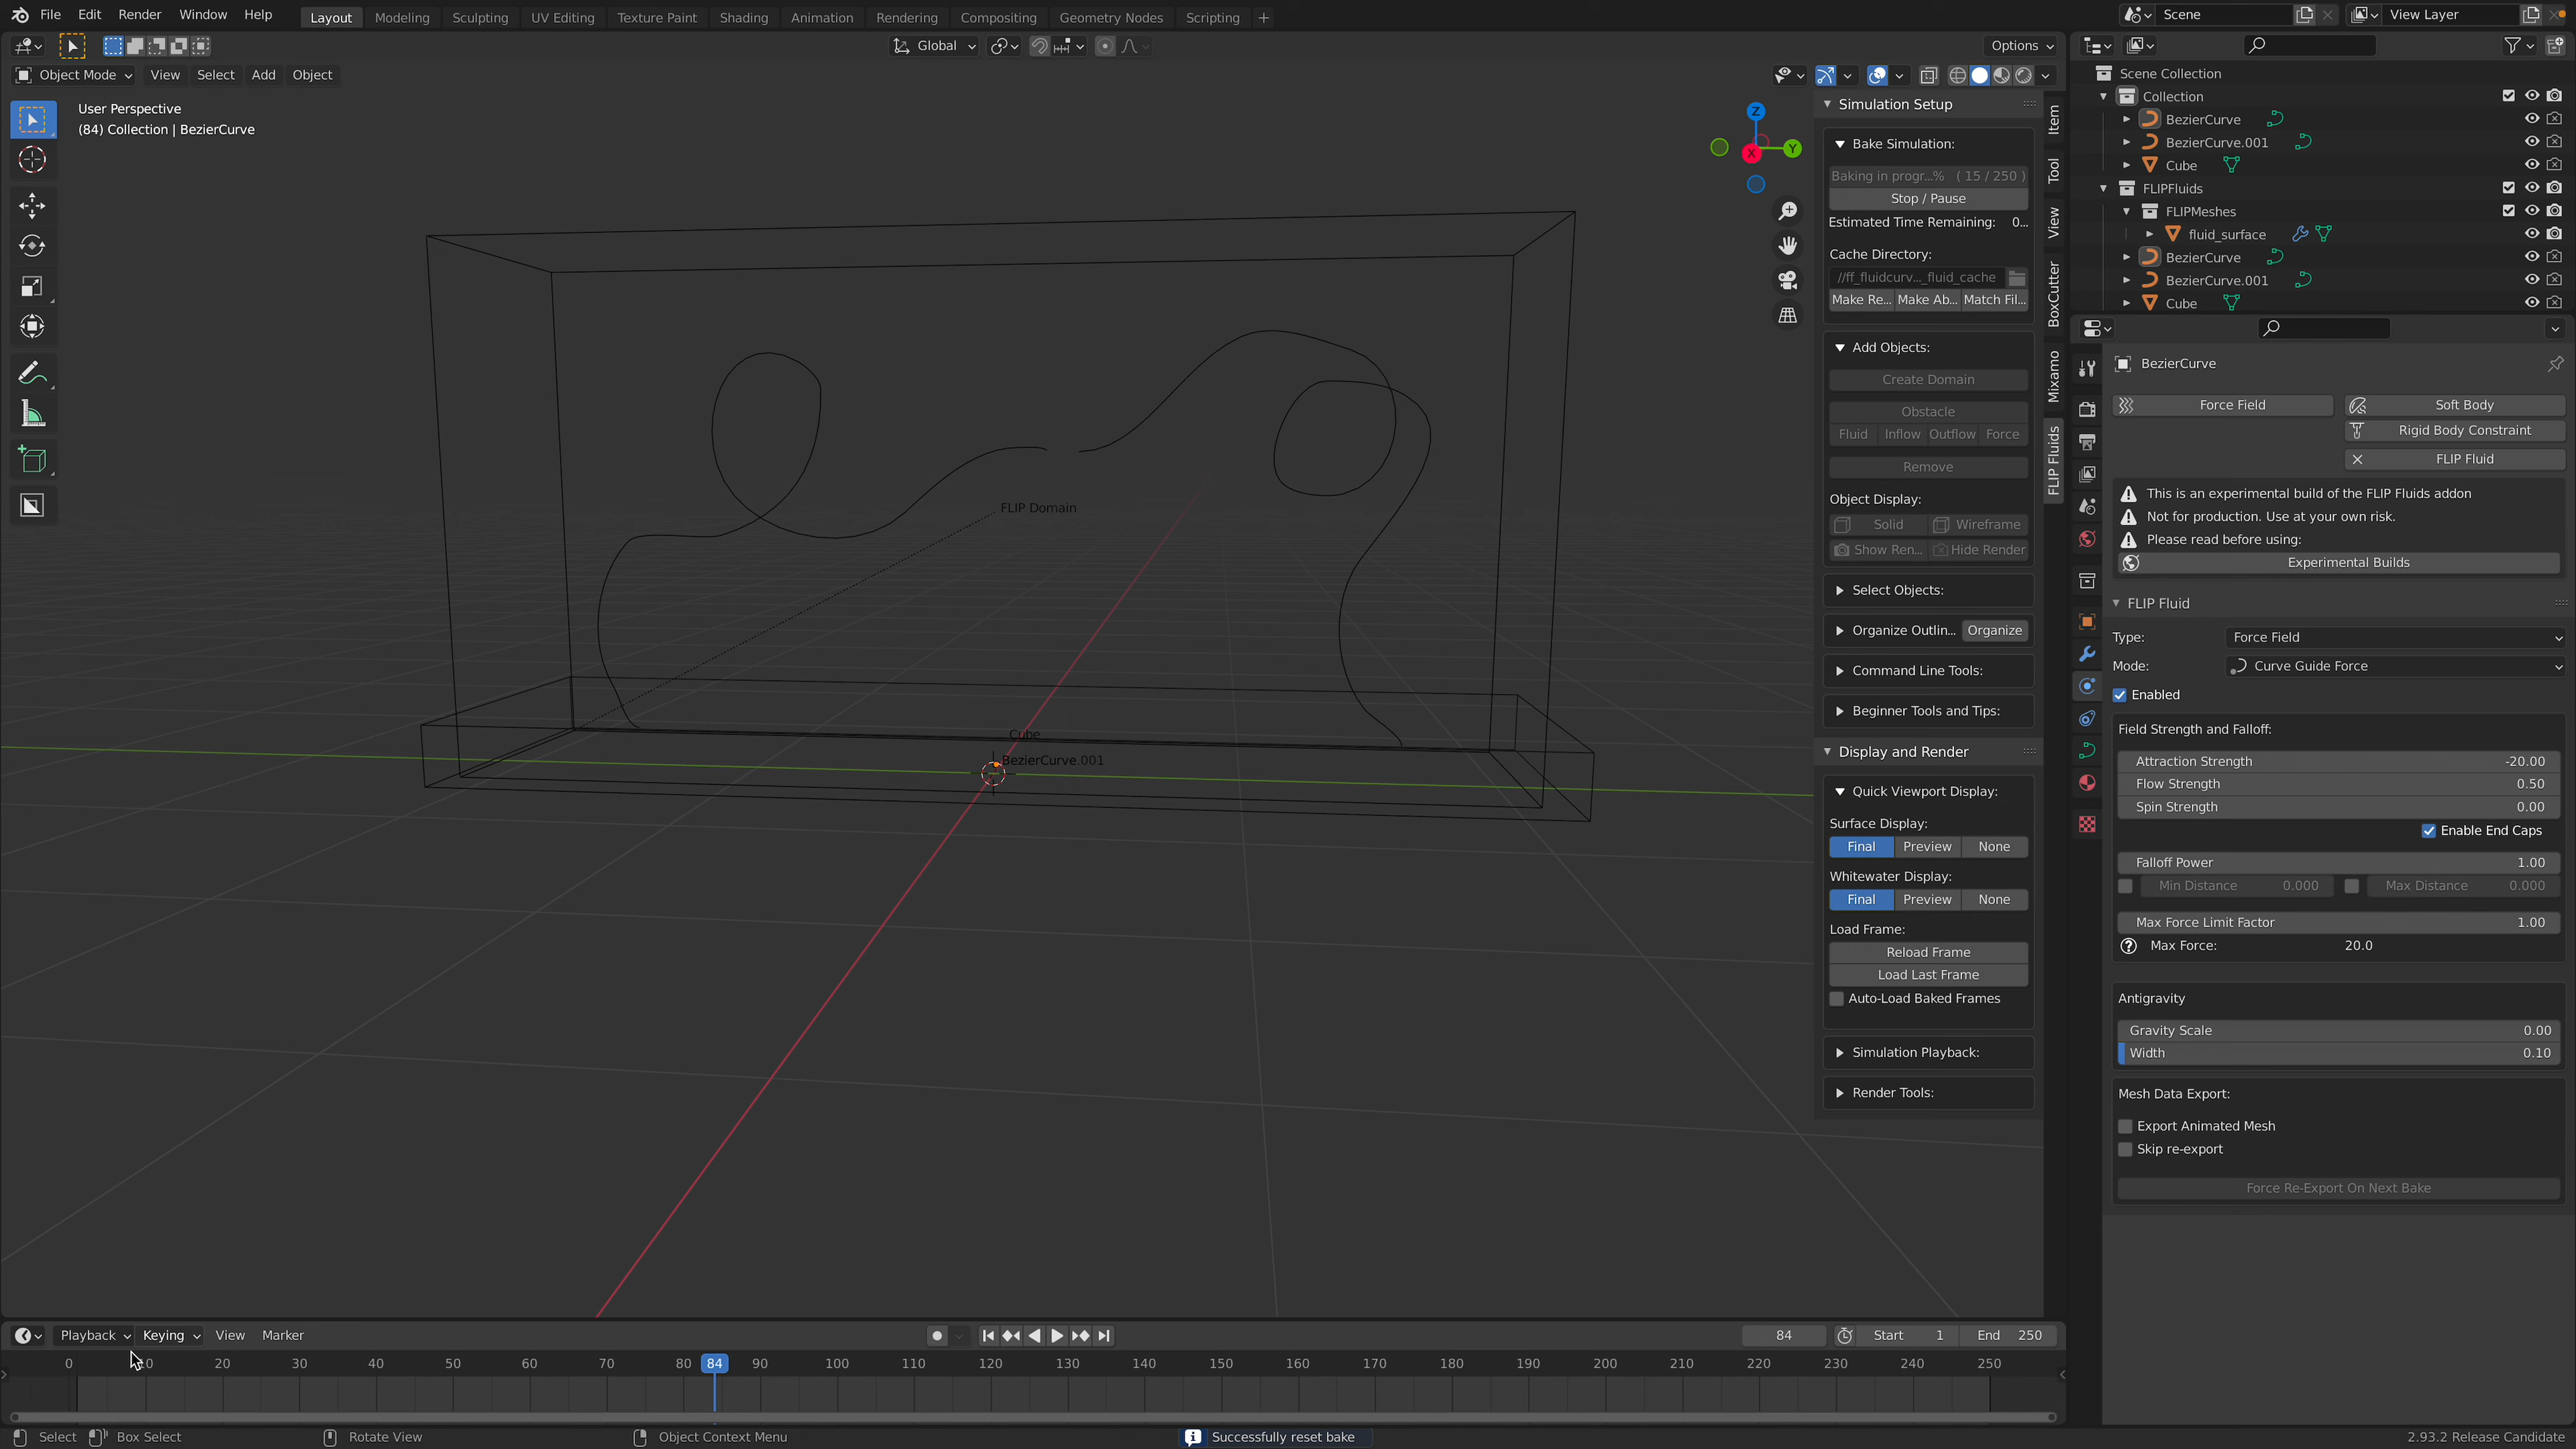 File Edit Render Window Help Layout Modeling Sculpting UV Editing Texture Paint Shading Animation Rendering Compositing Geometry Nodes Scripting + Scene View Layer
Global Options
Object Mode View Select Add Object
User Perspective
(84) Collection | BezierCurve
Z
X
Y
FLIP Domain
Cube
BezierCurve.001
Simulation Setup
Bake Simulation:
Baking in progr...% ( 15 / 250 )
Stop / Pause
Estimated Time Remaining: 0...
Cache Directory:
//ff_fluidcurv..._fluid_cache
Make Re... Make Ab... Match Fil...
Add Objects:
Create Domain
Obstacle
Fluid Inflow Outflow Force
Remove
Object Display:
Solid Wireframe
Show Ren... Hide Render
Select Objects:
Organize Outlin... Organize
Command Line Tools:
Beginner Tools and Tips:
Display and Render
Quick Viewport Display:
Surface Display:
Final Preview None
Whitewater Display:
Final Preview None
Load Frame:
Reload Frame
Load Last Frame
Auto-Load Baked Frames
Simulation Playback:
Render Tools:
Item
Tool
View
BoxCutter
Mixamo
FLIP Fluids
Scene Collection
Collection
BezierCurve
BezierCurve.001
Cube
FLIPFluids
FLIPMeshes
fluid_surface
BezierCurve
BezierCurve.001
Cube
BezierCurve
Force Field Soft Body
Rigid Body Constraint
FLIP Fluid
This is an experimental build of the FLIP Fluids addon
Not for production. Use at your own risk.
Please read before using:
Experimental Builds
FLIP Fluid
Type: Force Field
Mode: Curve Guide Force
Enabled
Field Strength and Falloff:
Attraction Strength -20.00
Flow Strength 0.50
Spin Strength 0.00
Enable End Caps
Falloff Power 1.00
Min Distance 0.000 Max Distance 0.000
Max Force Limit Factor 1.00
Max Force: 20.0
Antigravity
Gravity Scale 0.00
Width 0.10
Mesh Data Export:
Export Animated Mesh
Skip re-export
Force Re-Export On Next Bake
Playback Keying View Marker 84 Start 1 End 250
0 10 20 30 40 50 60 70 80 84 90 100 110 120 130 140 150 160 170 180 190 200 210 220 230 240 250
Select Box Select Rotate View Object Context Menu Successfully reset bake 2.93.2 Release Candidate